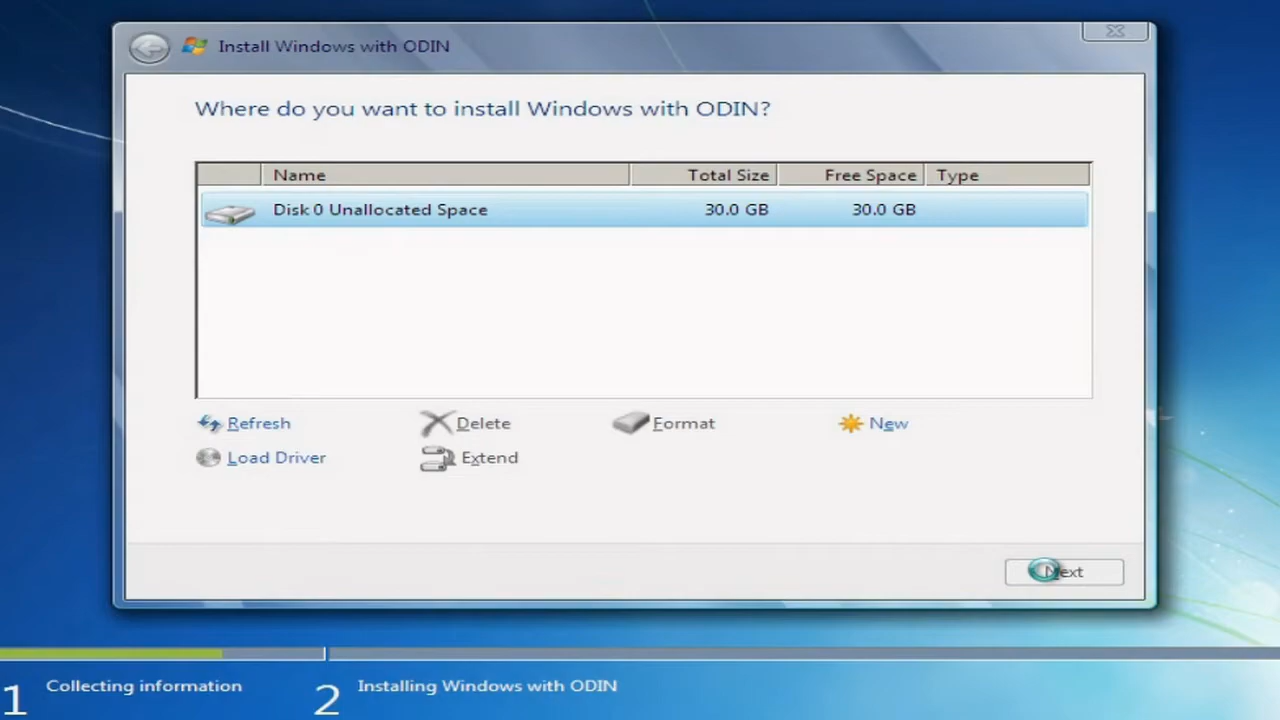 Install Windows with ODIN
Where do you want to install Windows with ODIN?
Name Total Size Free Space Type
Disk 0 Unallocated Space 30.0 GB 30.0 GB
Refresh Delete Format New
Load Driver Extend
Next
1 Collecting information 2 Installing Windows with ODIN